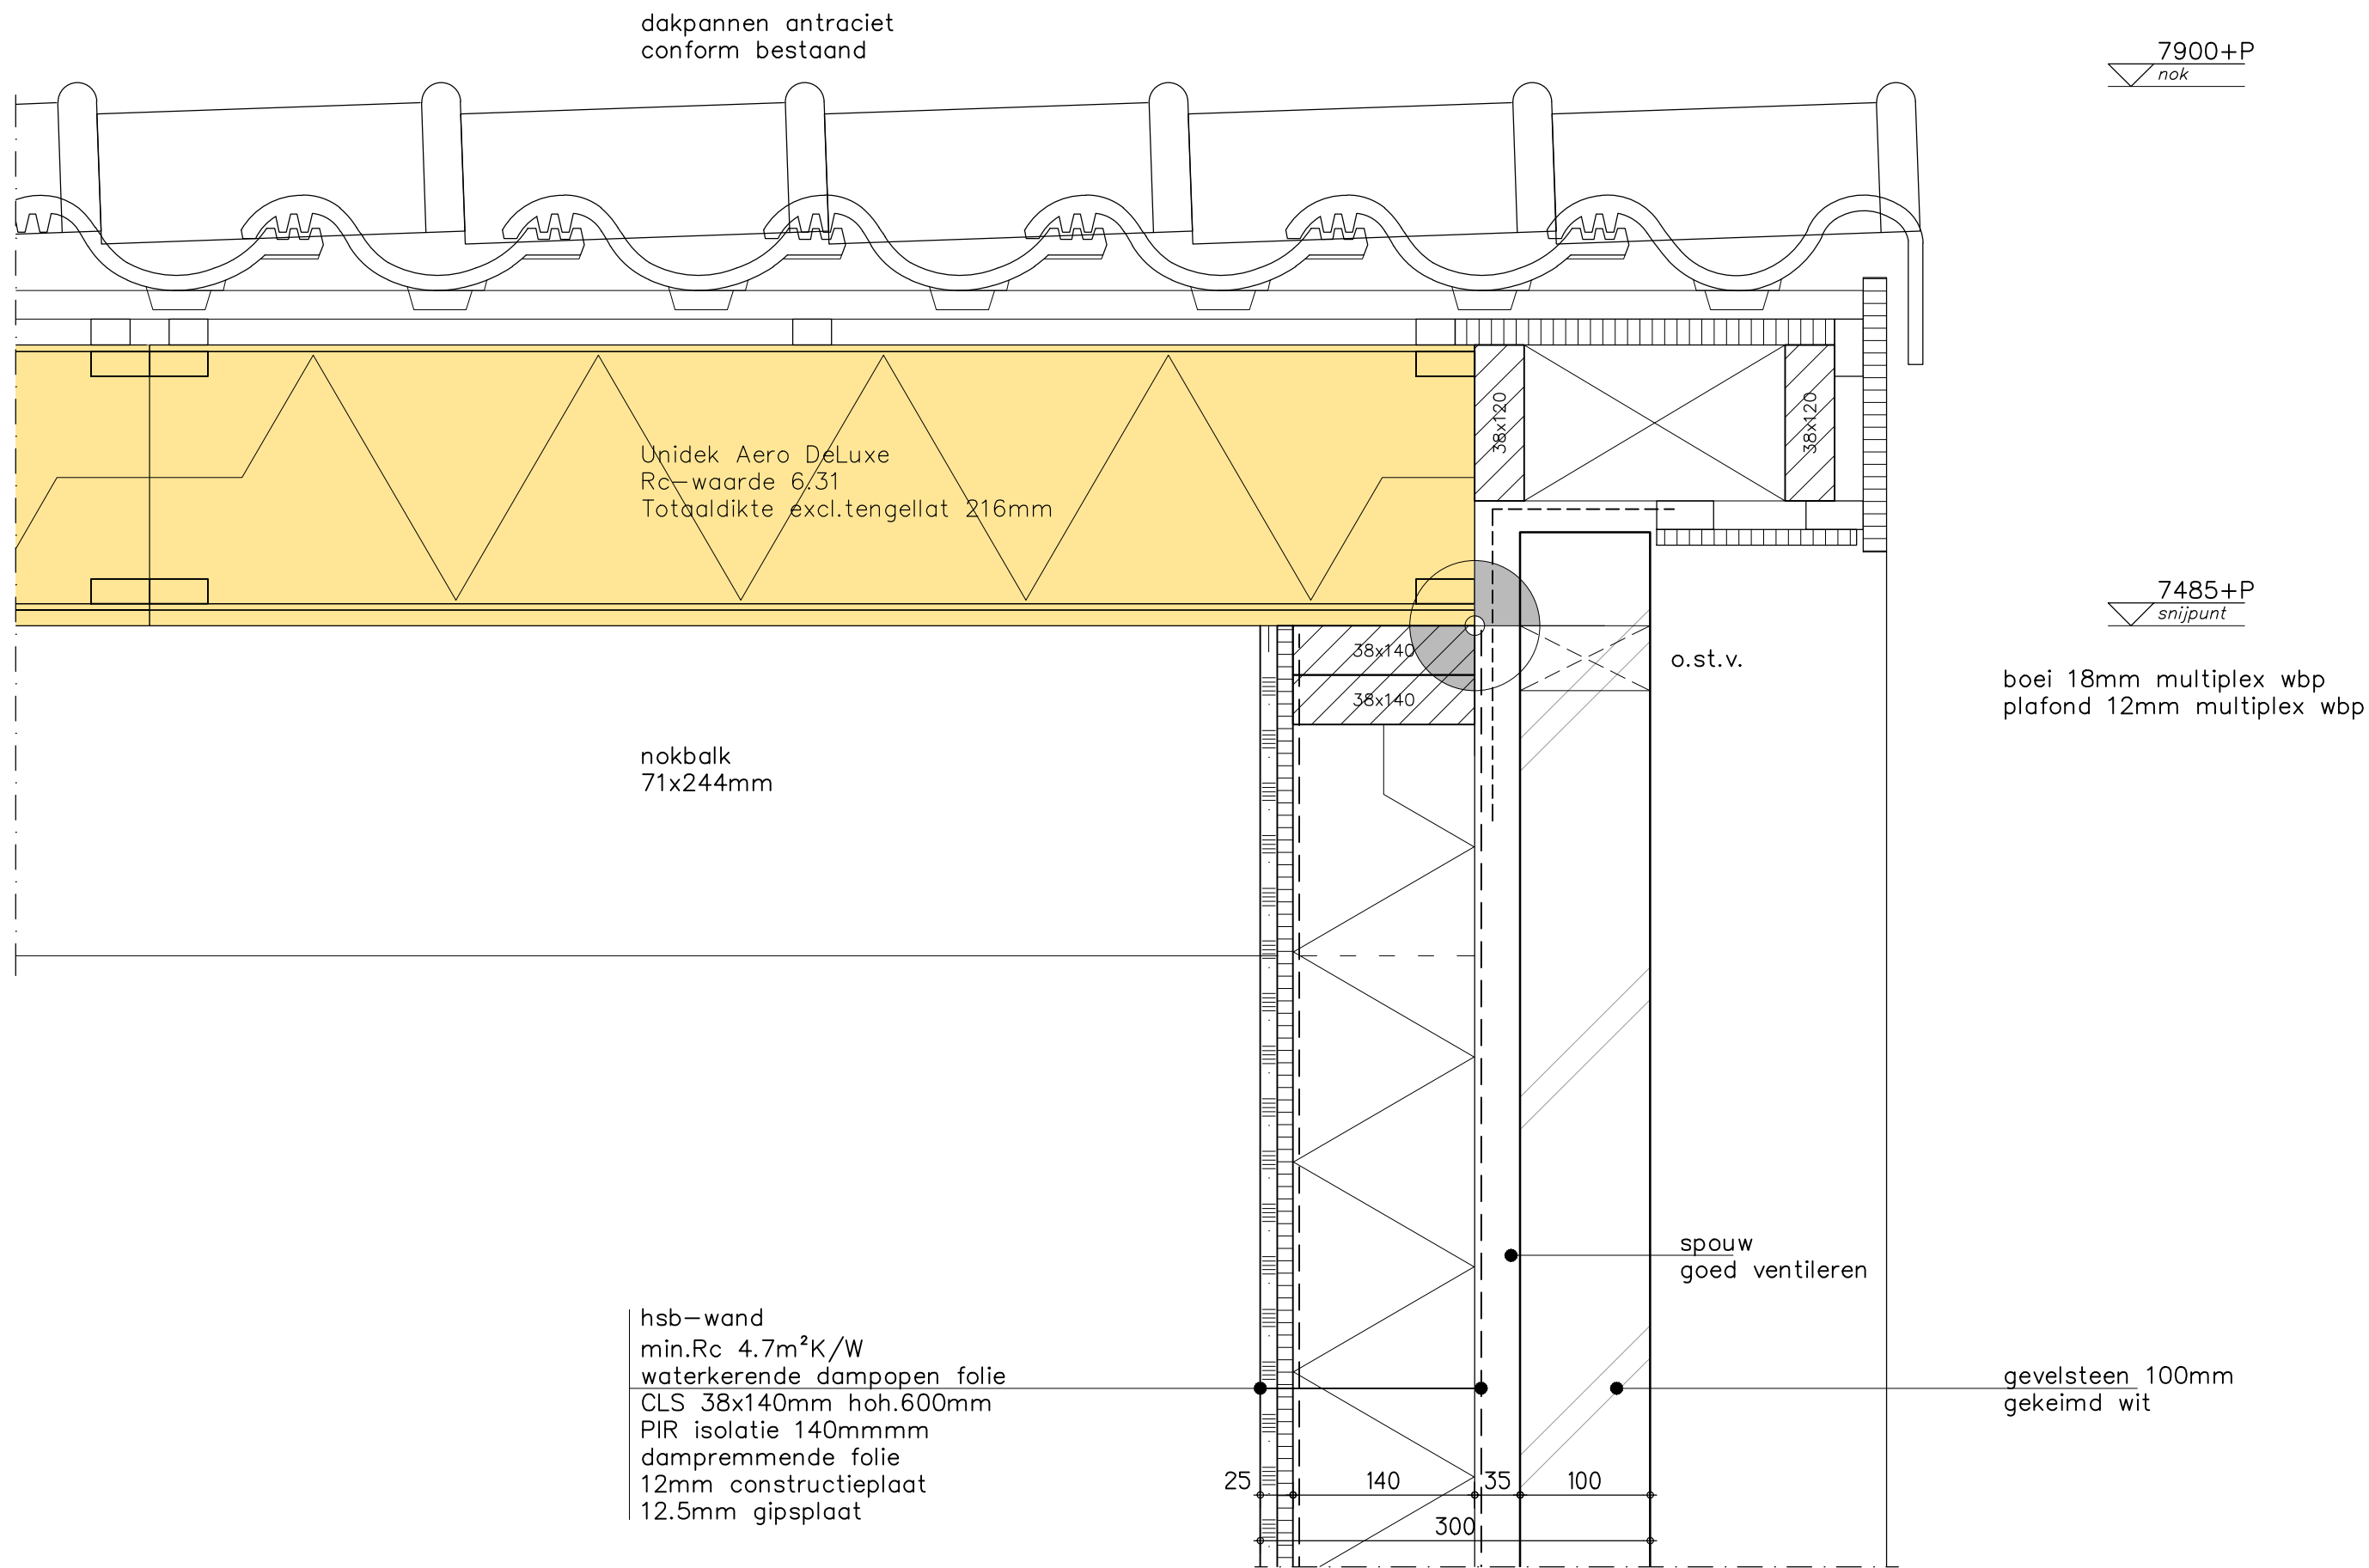 dakpannen antraciet
conform bestaand
7900+P
nok
38x120
38x120
Unidek Aero DeLuxe
Rc-waarde 6.31
Totaaldikte excl.tengellat 216mm
7485+P
snijpunt
38x140
38x140
o.st.v.
boei 18mm multiplex wbp
plafond 12mm multiplex wbp
nokbalk
71x244mm
spouw
goed ventileren
hsb-wand
min.Rc 4.7m²K/W
waterkerende dampopen folie
CLS 38x140mm hoh.600mm
PIR isolatie 140mmmm
dampremmende folie
12mm constructieplaat
12.5mm gipsplaat
gevelsteen 100mm
gekeimd wit
25 140 35 100
300